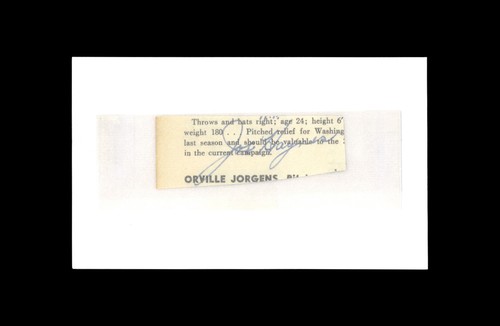 Throws and bats right; age 24; height 6'
weight 180 . . Pitched relief for Washing
last season and should be valuable to the
in the current campaign.
ORVILLE JORGENS,